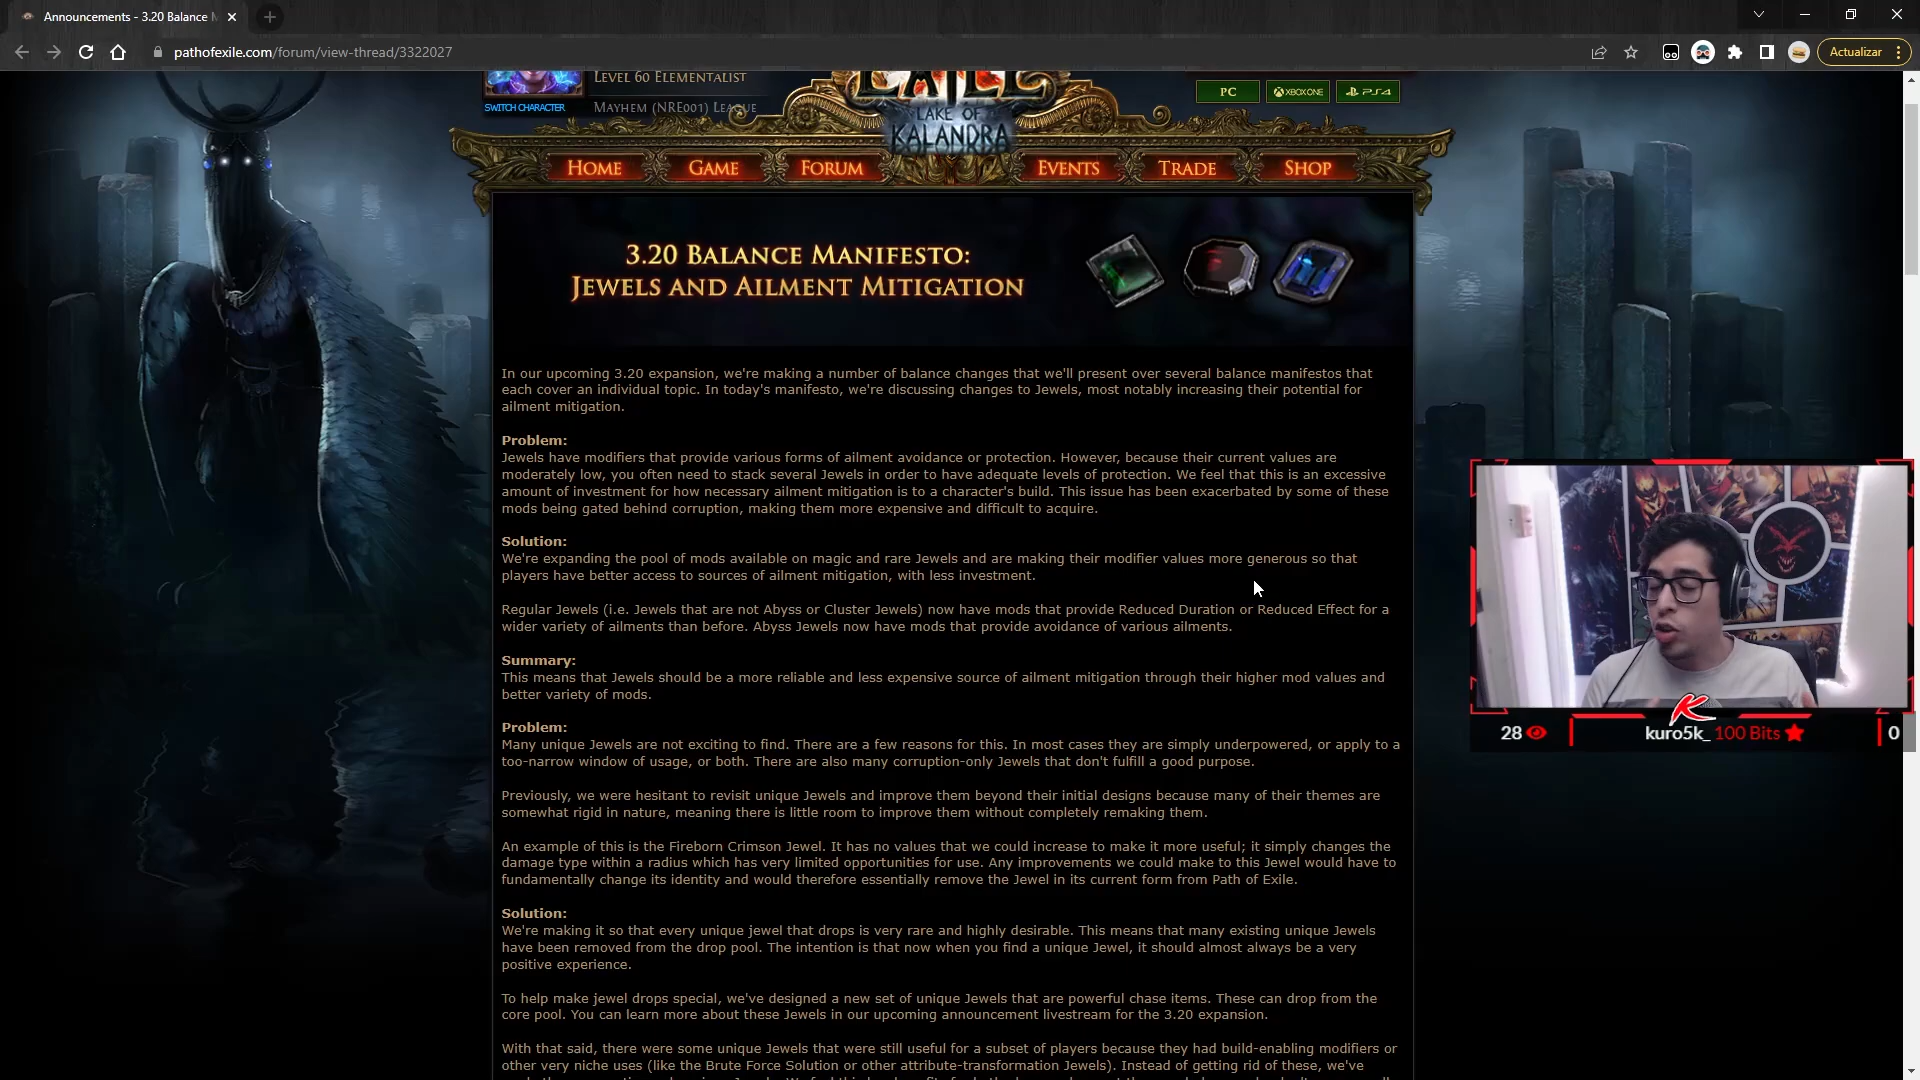 Announcements - 3.20 Balance M
pathofexile.com/forum/view-thread/3322027
Actualizar
Level 60 Elementalist
SWITCH CHARACTER
Mayhem (NRE001) League
LAKE OF
KALANDRA
PC
XBOX ONE
PS4
Home
Game
Forum
Events
Trade
Shop
3.20 Balance Manifesto:
Jewels and Ailment Mitigation
In our upcoming 3.20 expansion, we're making a number of balance changes that we'll present over several balance manifestos that
each cover an individual topic. In today's manifesto, we're discussing changes to Jewels, most notably increasing their potential for
ailment mitigation.
Problem:
Jewels have modifiers that provide various forms of ailment avoidance or protection. However, because their current values are
moderately low, you often need to stack several Jewels in order to have adequate levels of protection. We feel that this is an excessive
amount of investment for how necessary ailment mitigation is to a character's build. This issue has been exacerbated by some of these
mods being gated behind corruption, making them more expensive and difficult to acquire.
Solution:
We're expanding the pool of mods available on magic and rare Jewels and are making their modifier values more generous so that
players have better access to sources of ailment mitigation, with less investment.
Regular Jewels (i.e. Jewels that are not Abyss or Cluster Jewels) now have mods that provide Reduced Duration or Reduced Effect for a
wider variety of ailments than before. Abyss Jewels now have mods that provide avoidance of various ailments.
Summary:
This means that Jewels should be a more reliable and less expensive source of ailment mitigation through their higher mod values and
better variety of mods.
Problem:
Many unique Jewels are not exciting to find. There are a few reasons for this. In most cases they are simply underpowered, or apply to a
too-narrow window of usage, or both. There are also many corruption-only Jewels that don't fulfill a good purpose.
Previously, we were hesitant to revisit unique Jewels and improve them beyond their initial designs because many of their themes are
somewhat rigid in nature, meaning there is little room to improve them without completely remaking them.
An example of this is the Fireborn Crimson Jewel. It has no values that we could increase to make it more useful; it simply changes the
damage type within a radius which has very limited opportunities for use. Any improvements we could make to this Jewel would have to
fundamentally change its identity and would therefore essentially remove the Jewel in its current form from Path of Exile.
Solution:
We're making it so that every unique jewel that drops is very rare and highly desirable. This means that many existing unique Jewels
have been removed from the drop pool. The intention is that now when you find a unique Jewel, it should almost always be a very
positive experience.
To help make jewel drops special, we've designed a new set of unique Jewels that are powerful chase items. These can drop from the
core pool. You can learn more about these Jewels in our upcoming announcement livestream for the 3.20 expansion.
With that said, there were some unique Jewels that were still useful for a subset of players because they had build-enabling modifiers or
other very niche uses (like the Brute Force Solution or other attribute-transformation Jewels). Instead of getting rid of these, we've
28
kuro5k_ 100 Bits
0